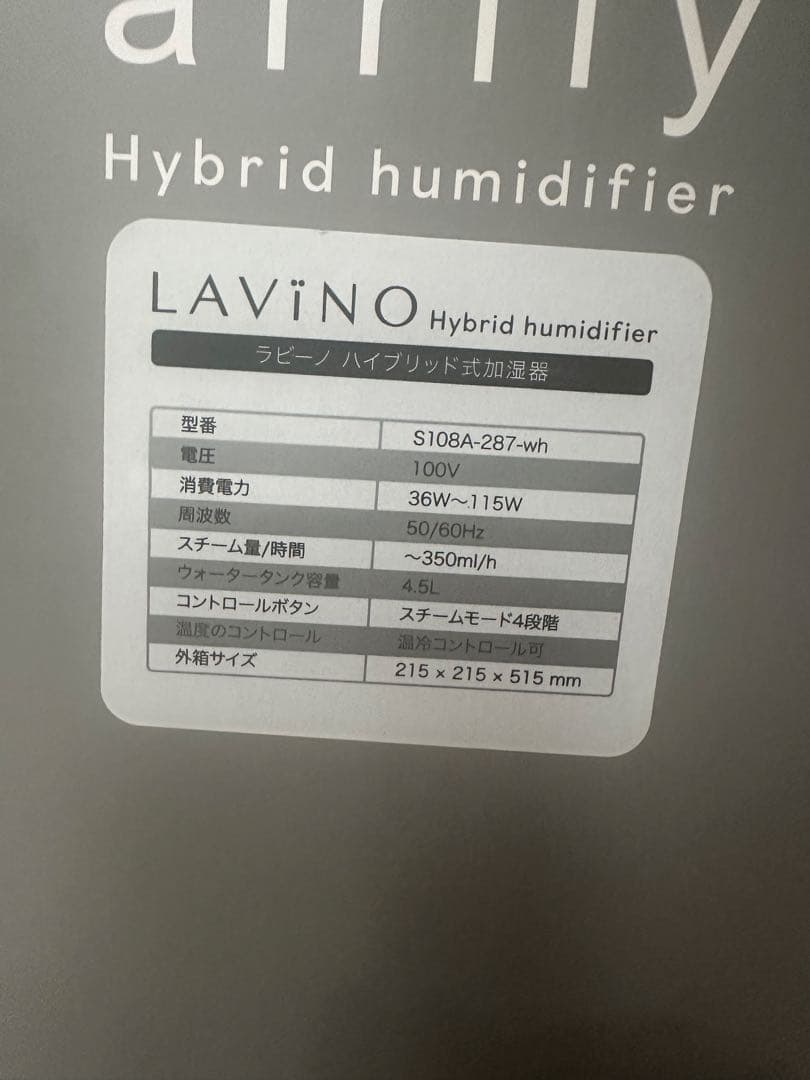 Hybrid humidifier
LAVïNO Hybrid humidifier
ラビーノ ハイブリッド式加湿器
型番 S108A-287-wh
電圧 100V
消費電力 36W〜115W
周波数 50/60Hz
スチーム量/時間 〜350ml/h
ウォータータンク容量 4.5L
コントロールボタン スチームモード4段階
温度のコントロール 温冷コントロール可
外箱サイズ 215 × 215 × 515 mm